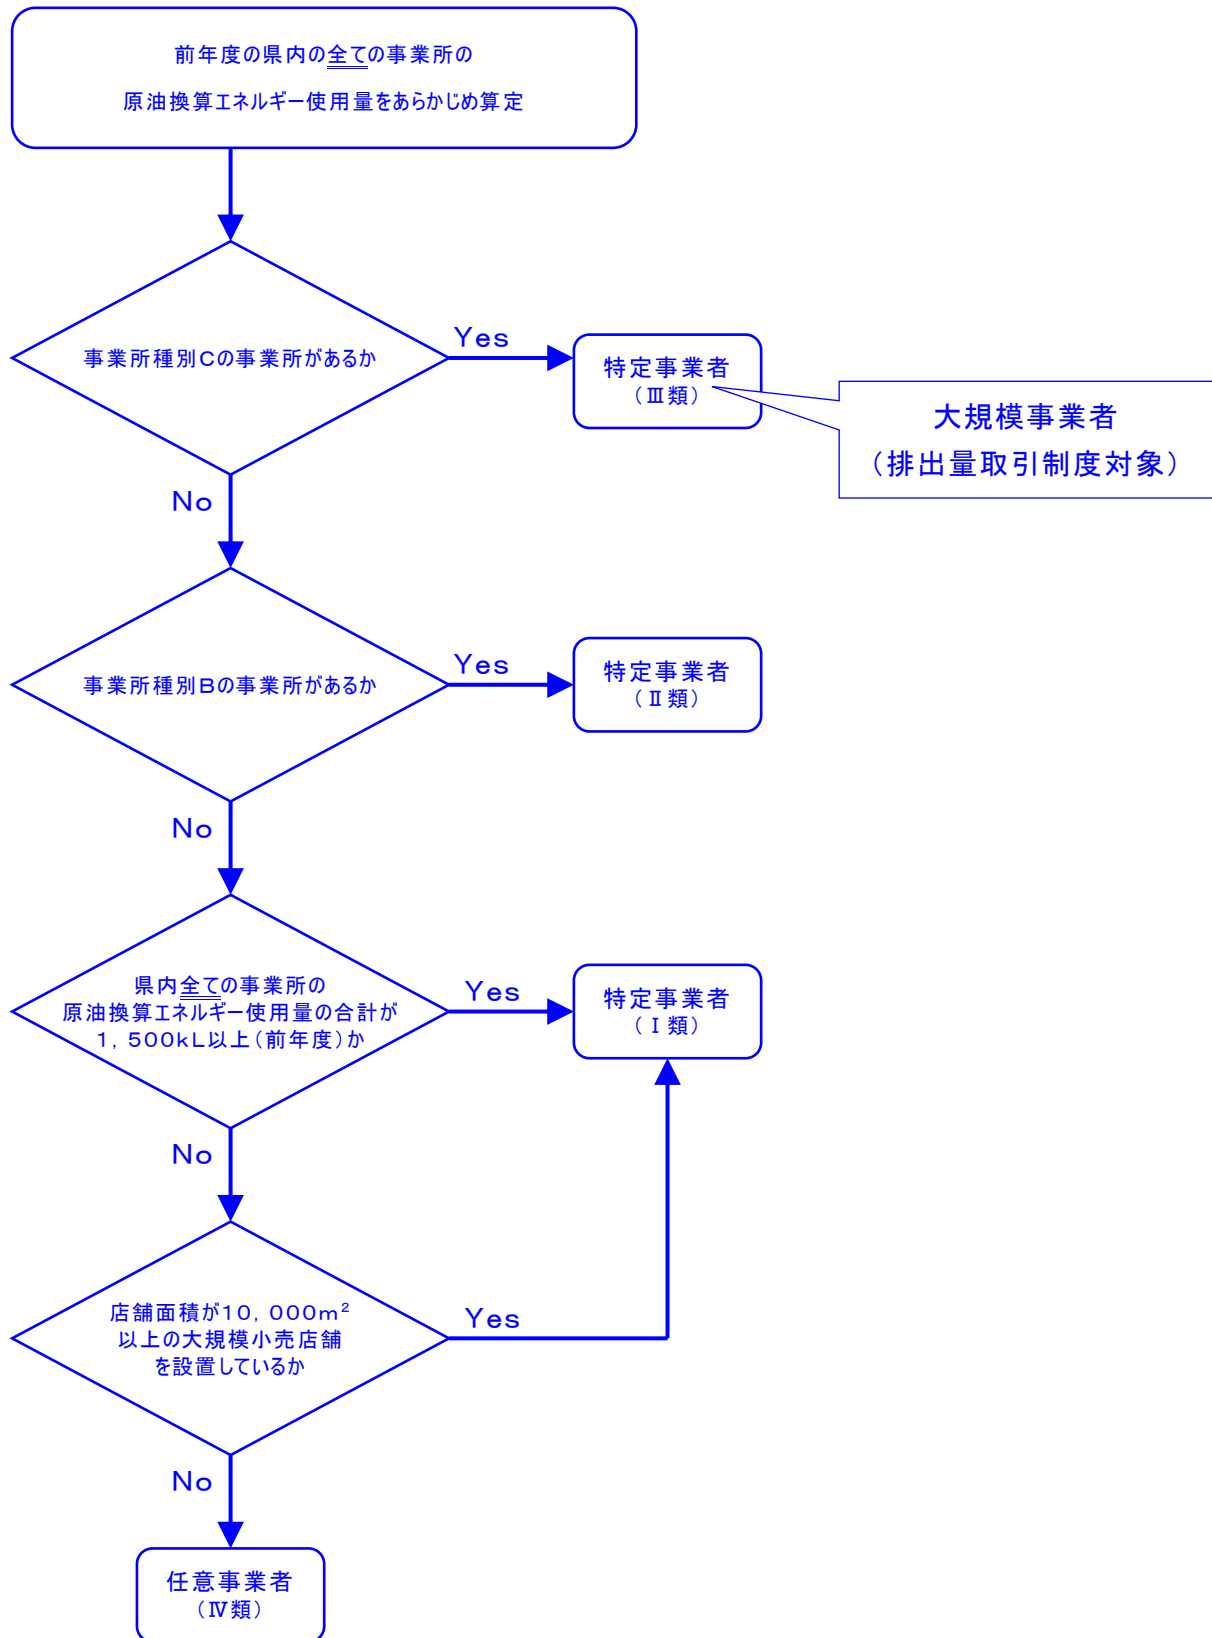 前年度の県内の全ての事業所の
原油換算エネルギー使用量をあらかじめ算定
事業所種別Cの事業所があるか
Yes
特定事業者
（Ⅲ類）
大規模事業者
（排出量取引制度対象）
No
事業所種別Bの事業所があるか
Yes
特定事業者
（Ⅱ類）
No
県内全ての事業所の
原油換算エネルギー使用量の合計が
1，500kL以上（前年度）か
Yes
特定事業者
（Ⅰ類）
No
店舗面積が10，000m²
以上の大規模小売店舗
を設置しているか
Yes
No
任意事業者
（Ⅳ類）